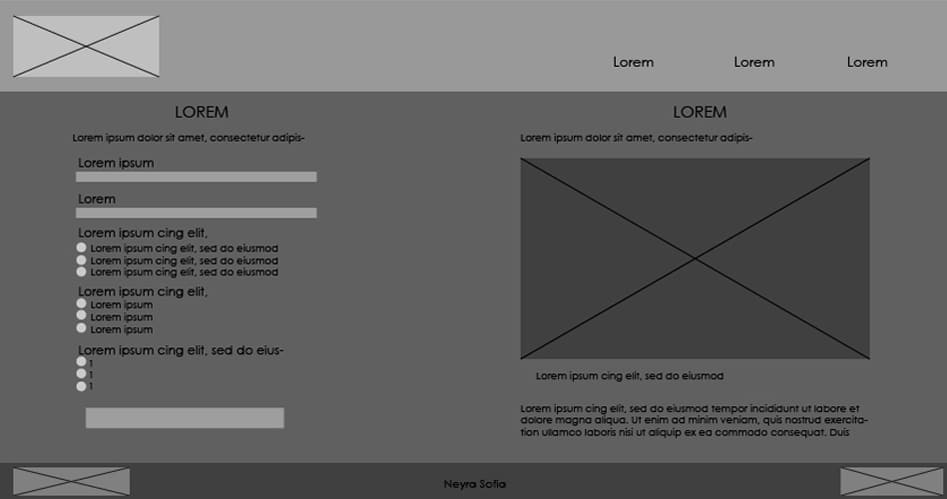 Lorem
Lorem
Lorem
LOREM
Lorem ipsum dolor sit amet, consectetur adipis-
Lorem ipsum
Lorem
Lorem ipsum cing elit,
Lorem ipsum cing elit, sed do eiusmod
Lorem ipsum cing elit, sed do eiusmod
Lorem ipsum cing elit, sed do eiusmod
Lorem ipsum cing elit,
Lorem ipsum
Lorem ipsum
Lorem ipsum
Lorem ipsum cing elit, sed do eius-
1
1
1
LOREM
Lorem ipsum dolor sit amet, consectetur adipis-
Lorem ipsum cing elit, sed do eiusmod
Lorem ipsum cing elit, sed do eiusmod tempor incididunt ut labore et
dolore magna aliqua. Ut enim ad minim veniam, quis nostrud exercita-
tion ullamco laboris nisi ut aliquip ex ea commodo consequat. Duis
Neyra Sofia